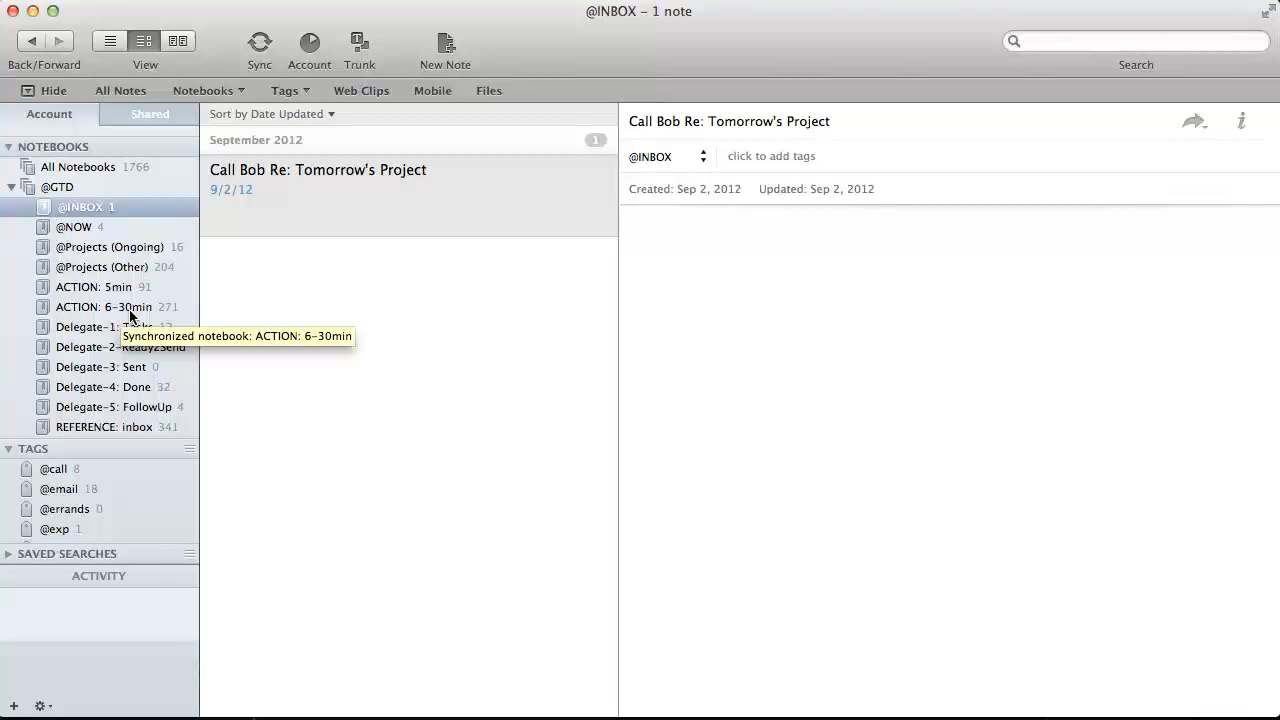 @INBOX – 1 note
Back/Forward
View
Sync
Account
Trunk
New Note
Search
Hide
All Notes
Notebooks
Tags
Web Clips
Mobile
Files
Account
Shared
Sort by Date Updated
NOTEBOOKS
All Notebooks 1766
@GTD
@INBOX 1
@NOW 4
@Projects (Ongoing) 16
@Projects (Other) 204
ACTION: 5min 91
ACTION: 6-30min 271
Delegate-1:
Synchronized notebook: ACTION: 6-30min
Delegate-2-Ready2Send
Delegate-3: Sent 0
Delegate-4: Done 32
Delegate-5: FollowUp 4
REFERENCE: inbox 341
TAGS
@call 8
@email 18
@errands 0
@exp 1
SAVED SEARCHES
ACTIVITY
September 2012
1
Call Bob Re: Tomorrow's Project
9/2/12
Call Bob Re: Tomorrow's Project
@INBOX
click to add tags
Created: Sep 2, 2012 Updated: Sep 2, 2012